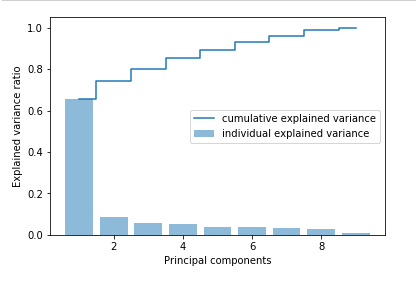 1.0
0.8
0.6
0.4
0.2
0.0
Explained variance ratio
cumulative explained variance
individual explained variance
2 4 6 8
Principal components